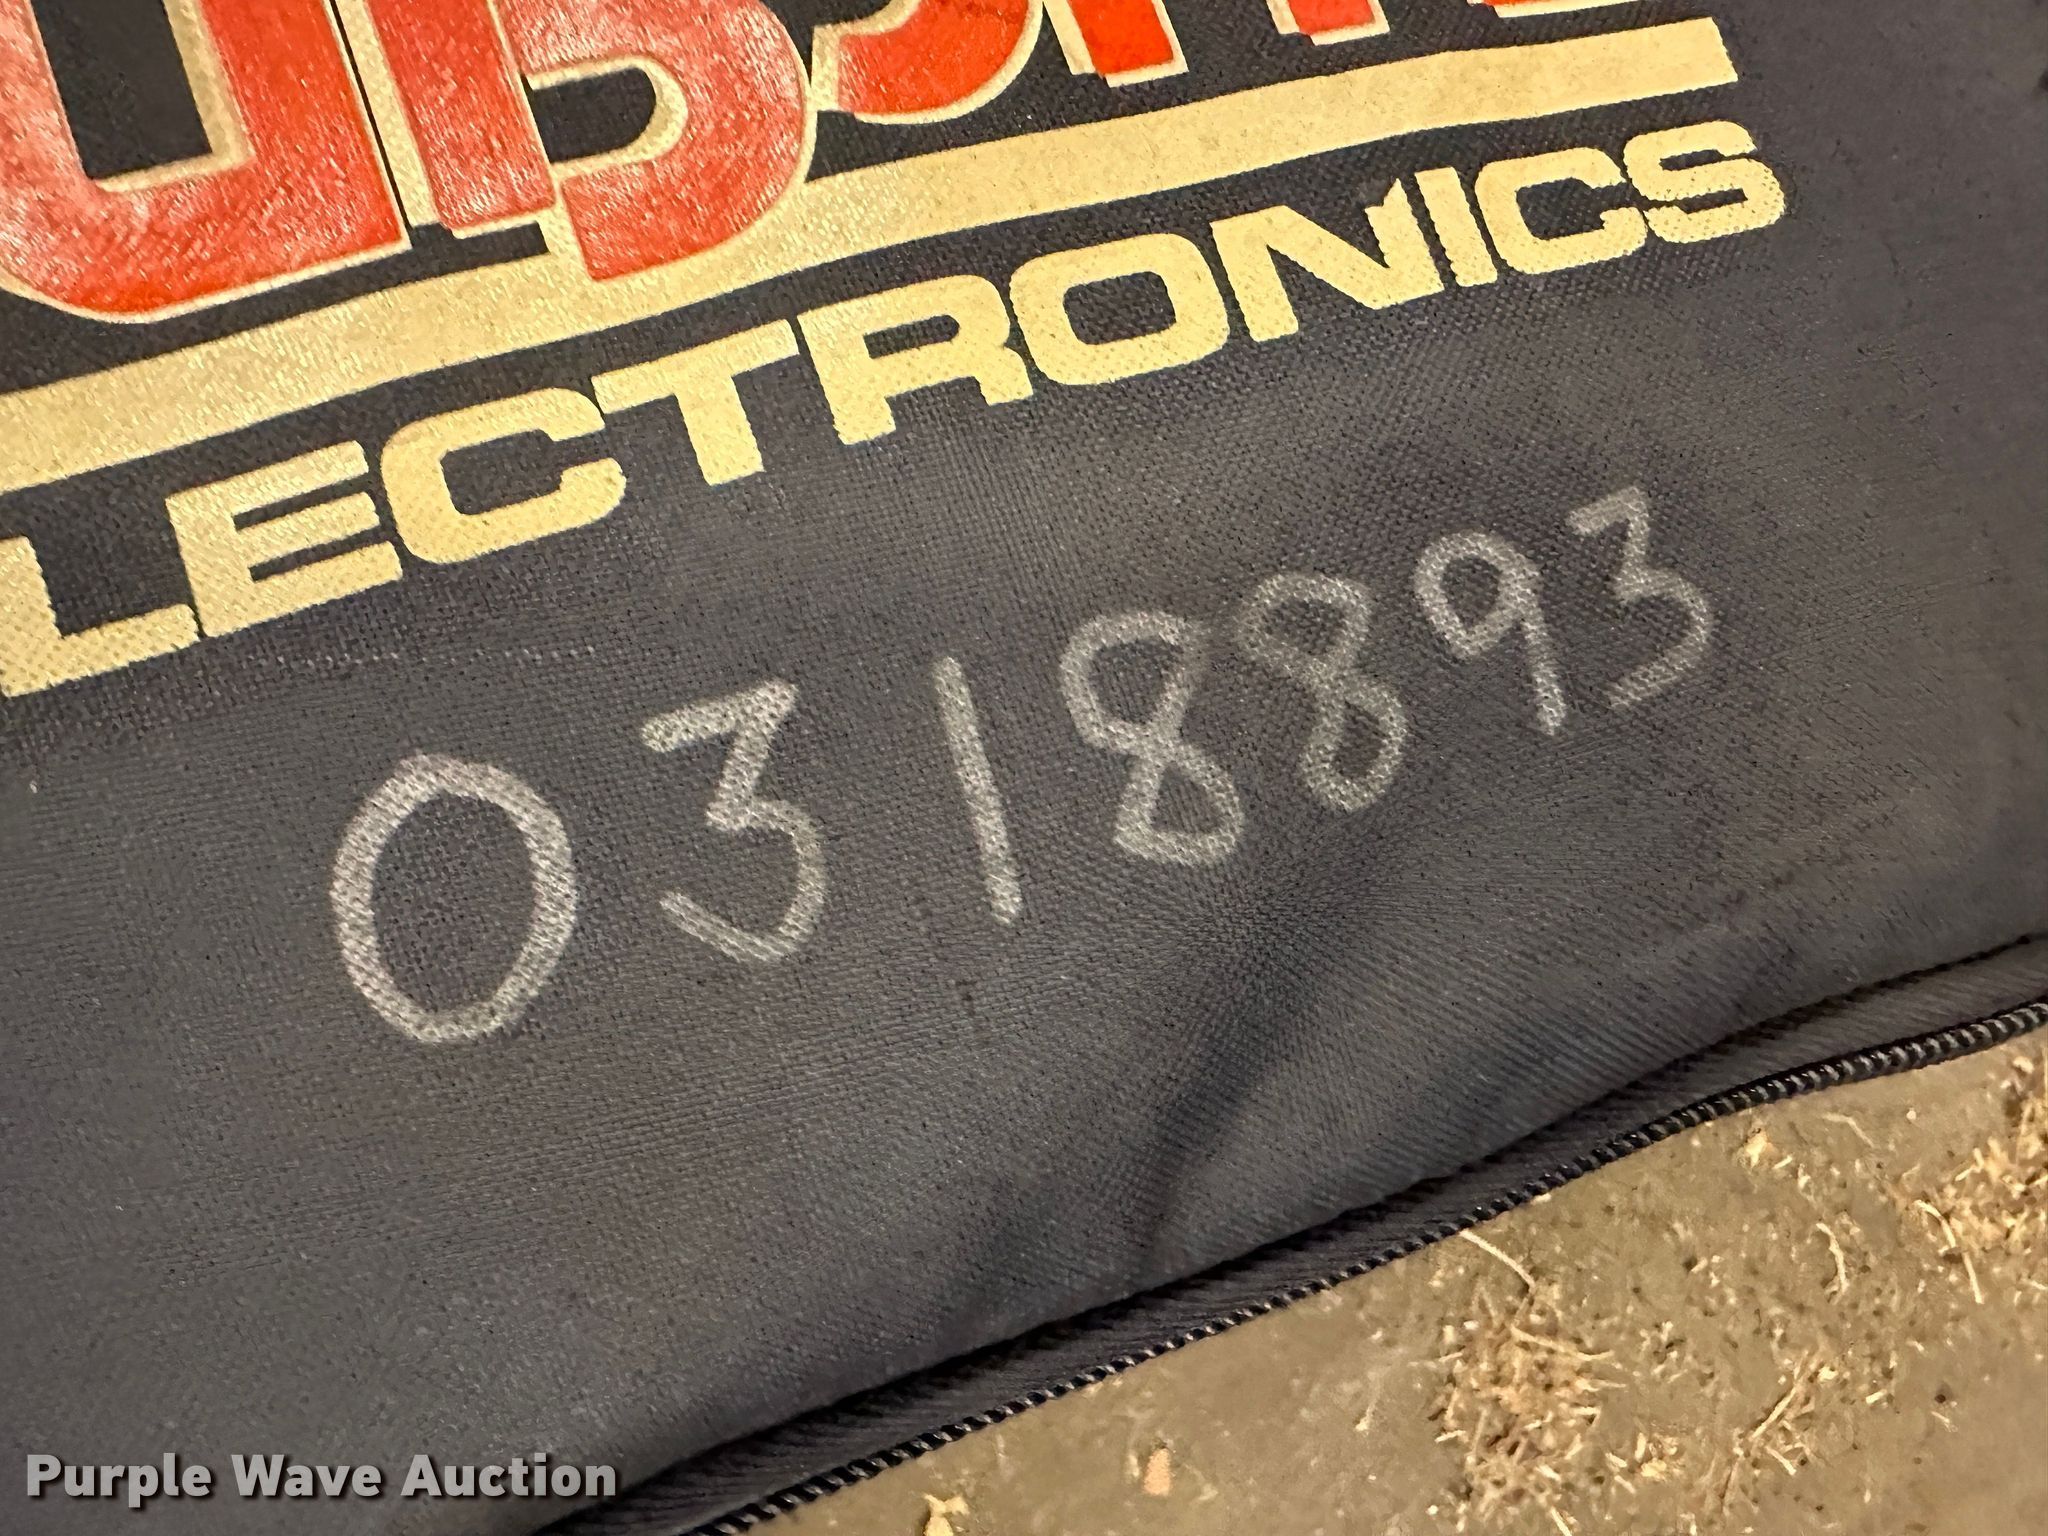 LECTRONICS
0318893
Purple Wave Auction